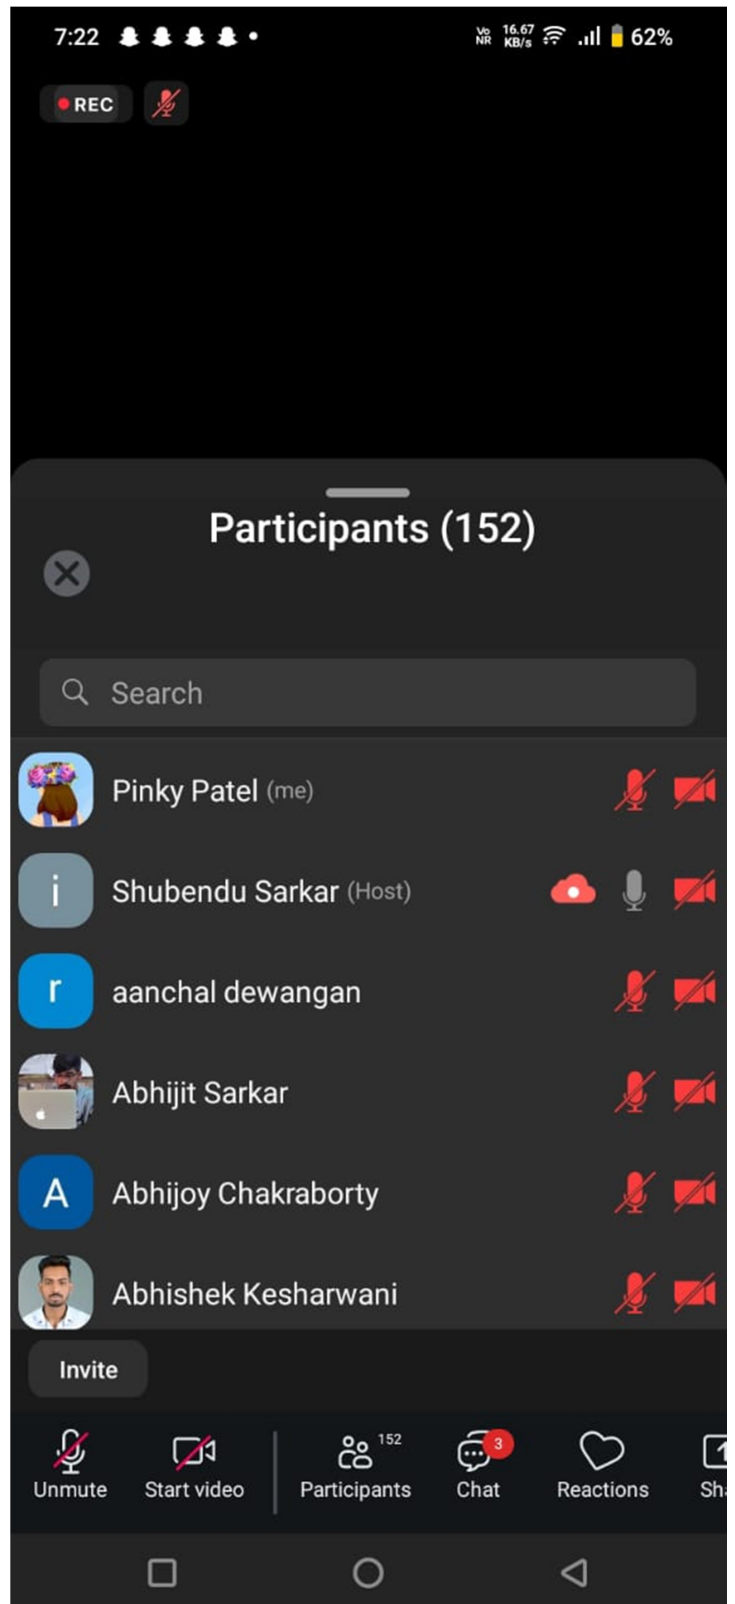 7:22 Vo NR 16.67 KB/s 62%
REC
Participants (152)
Search
Pinky Patel (me)
i Shubendu Sarkar (Host)
r aanchal dewangan
Abhijit Sarkar
A Abhijoy Chakraborty
Abhishek Kesharwani
Invite
152 3
Unmute Start video Participants Chat Reactions Sh